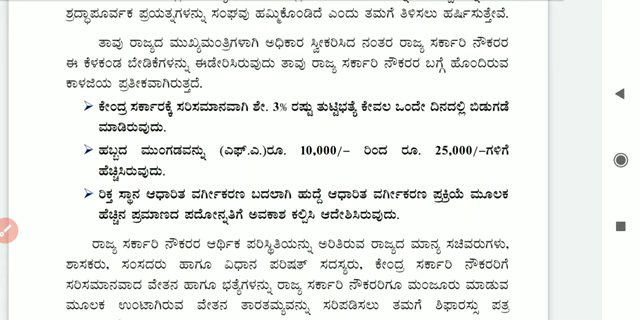 ಶ್ರದ್ಧಾಪೂರ್ವಕ ಪ್ರಯತ್ನಗಳನ್ನು ಸಂಘವು ಹಮ್ಮಿಕೊಂಡಿದೆ ಎಂದು ತಮಗೆ ತಿಳಿಸಲು ಹರ್ಷಿಸುತ್ತೇವೆ.
ತಾವು ರಾಜ್ಯದ ಮುಖ್ಯಮಂತ್ರಿಗಳಾಗಿ ಅಧಿಕಾರ ಸ್ವೀಕರಿಸಿದ ನಂತರ ರಾಜ್ಯ ಸರ್ಕಾರಿ ನೌಕರರ
ಈ ಕೆಳಕಂಡ ಬೇಡಿಕೆಗಳನ್ನು ಈಡೇರಿಸಿರುವುದು ತಾವು ರಾಜ್ಯ ಸರ್ಕಾರಿ ನೌಕರರ ಬಗ್ಗೆ ಹೊಂದಿರುವ
ಕಾಳಜಿಯ ಪ್ರತೀಕವಾಗಿರುತ್ತದೆ.
➢ ಕೇಂದ್ರ ಸರ್ಕಾರಕ್ಕೆ ಸರಿಸಮಾನವಾಗಿ ಶೇ. 3% ರಷ್ಟು ತುಟ್ಟಿಭತ್ಯೆ ಕೇವಲ ಒಂದೇ ದಿನದಲ್ಲಿ ಬಿಡುಗಡೆ
ಮಾಡಿರುವುದು.
➢ ಹಬ್ಬದ ಮುಂಗಡವನ್ನು (ಎಫ್.ಎ.)ರೂ. 10,000/- ರಿಂದ ರೂ. 25,000/-ಗಳಿಗೆ
ಹೆಚ್ಚಿಸಿರುವುದು.
➢ ರಿಕ್ತ ಸ್ಥಾನ ಆಧಾರಿತ ವರ್ಗೀಕರಣ ಬದಲಾಗಿ ಹುದ್ದೆ ಆಧಾರಿತ ವರ್ಗೀಕರಣ ಪ್ರಕ್ರಿಯೆ ಮೂಲಕ
ಹೆಚ್ಚಿನ ಪ್ರಮಾಣದ ಪದೋನ್ನತಿಗೆ ಅವಕಾಶ ಕಲ್ಪಿಸಿ ಆದೇಶಿಸಿರುವುದು.
ರಾಜ್ಯ ಸರ್ಕಾರಿ ನೌಕರರ ಆರ್ಥಿಕ ಪರಿಸ್ಥಿತಿಯನ್ನು ಅರಿತಿರುವ ರಾಜ್ಯದ ಮಾನ್ಯ ಸಚಿವರುಗಳು,
ಶಾಸಕರು, ಸಂಸದರು ಹಾಗೂ ವಿಧಾನ ಪರಿಷತ್ ಸದಸ್ಯರು, ಕೇಂದ್ರ ಸರ್ಕಾರಿ ನೌಕರರಿಗೆ
ಸರಿಸಮಾನವಾದ ವೇತನ ಹಾಗೂ ಭತ್ಯೆಗಳನ್ನು ರಾಜ್ಯ ಸರ್ಕಾರಿ ನೌಕರರಿಗೂ ಮಂಜೂರು ಮಾಡುವ
ಮೂಲಕ ಉಂಟಾಗಿರುವ ವೇತನ ತಾರತಮ್ಯವನ್ನು ಸರಿಪಡಿಸಲು ತಮಗೆ ಶಿಫಾರಸ್ಸು ಪತ್ರ